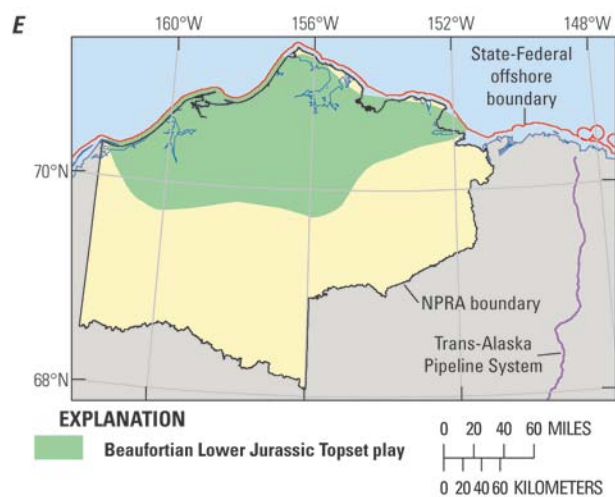 E
160°W
156°W
152°W
148°W
State-Federal
offshore
boundary
70°N
NPRA boundary
Trans-Alaska
Pipeline System
68°N
EXPLANATION
Beaufortian Lower Jurassic Topset play
0 20 40 60 MILES
0 20 40 60 KILOMETERS